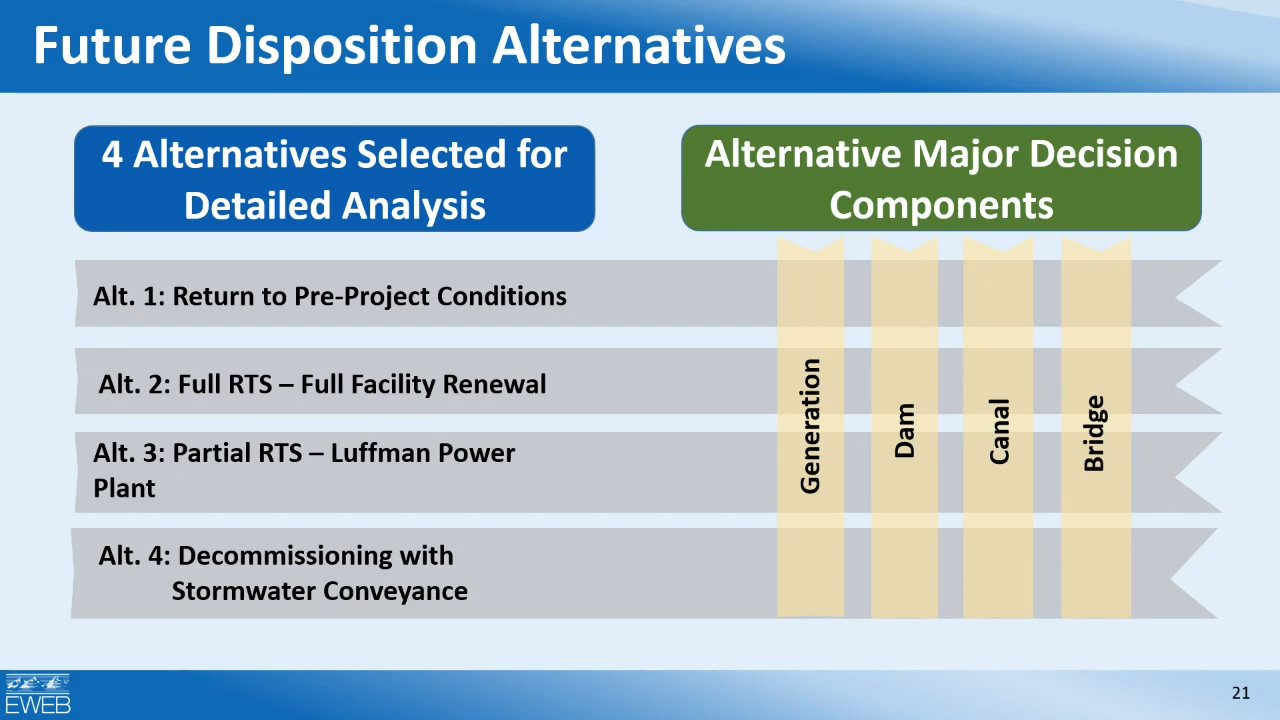 Future Disposition Alternatives
4 Alternatives Selected for
Detailed Analysis
Alternative Major Decision
Components
Alt. 1: Return to Pre-Project Conditions
Alt. 2: Full RTS – Full Facility Renewal
Alt. 3: Partial RTS – Luffman Power
Plant
Alt. 4: Decommissioning with
Stormwater Conveyance
Generation
Dam
Canal
Bridge
EWEB
21